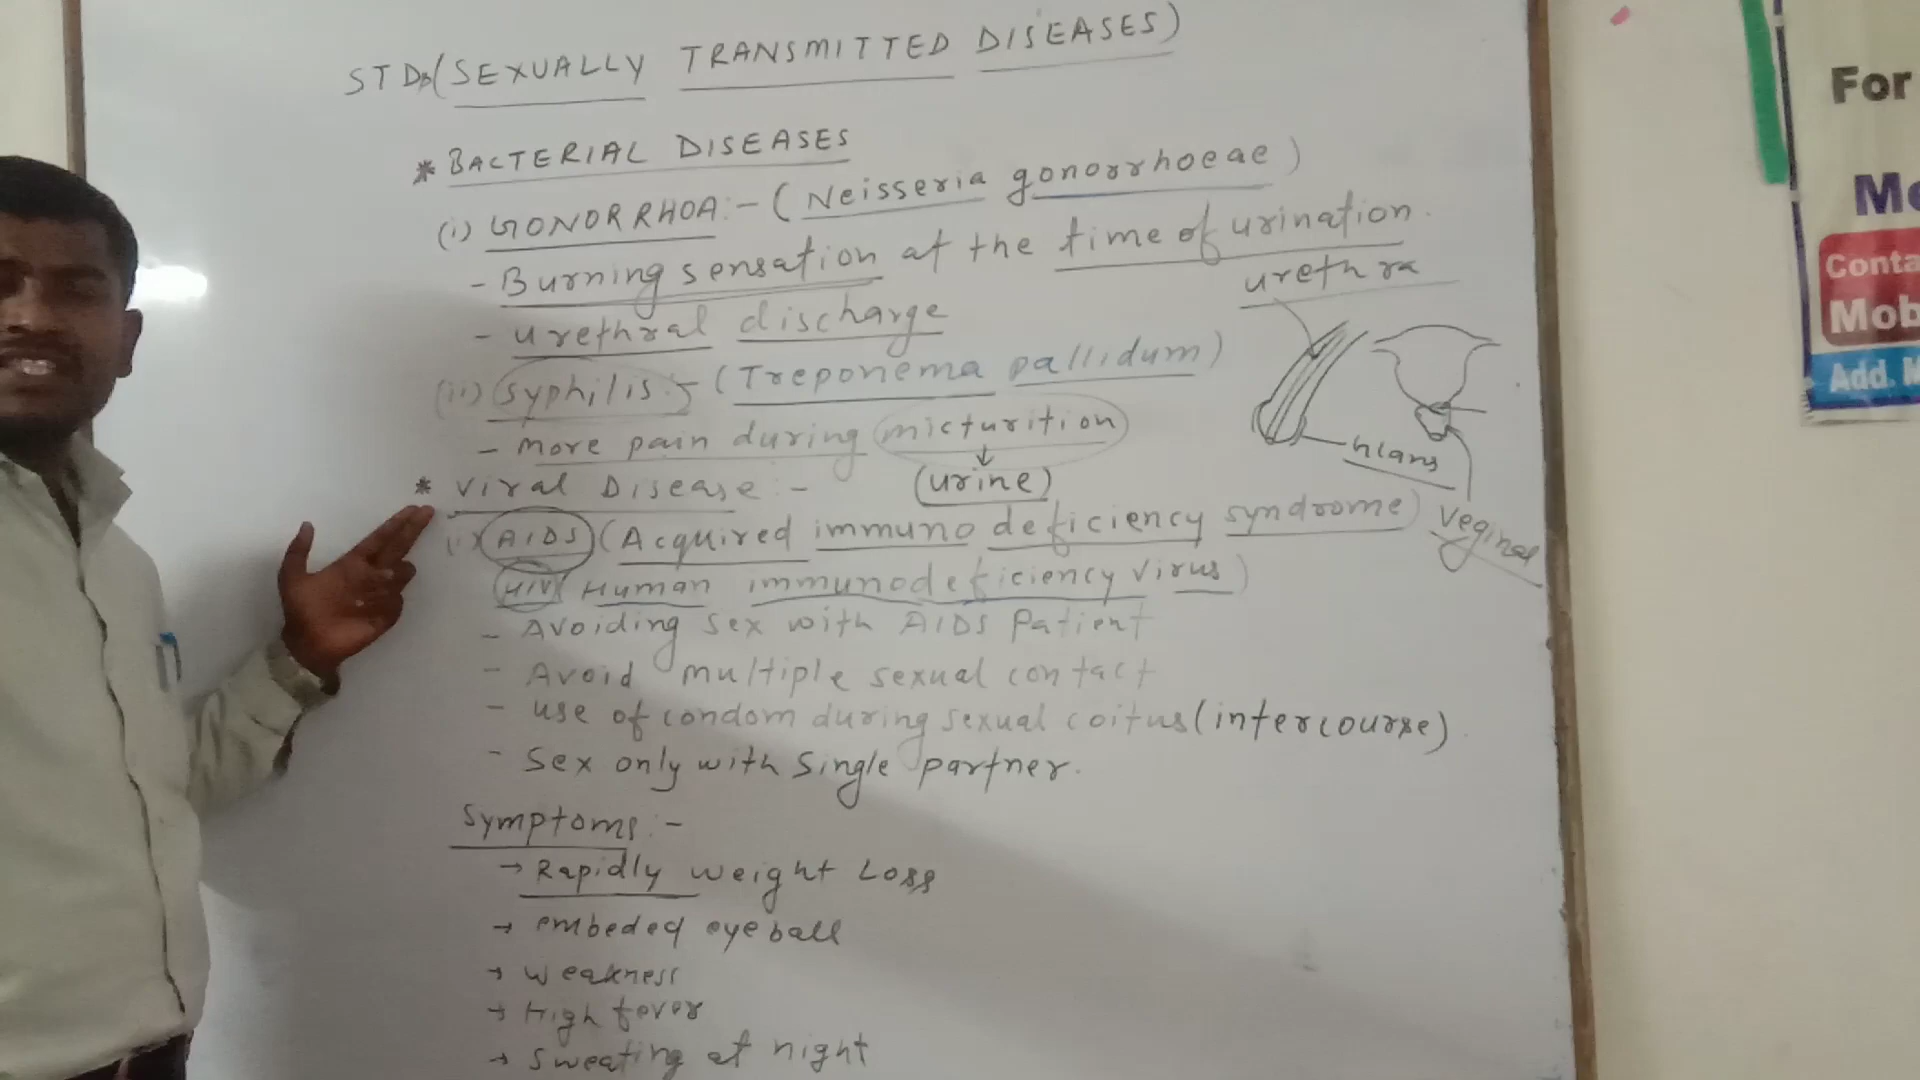 STDs (SEXUALLY TRANSMITTED DISEASES)
* BACTERIAL DISEASES
(i) GONORRHOA :- (Neisseria gonorrhoeae)
- Burning sensation at the time of urination.
urethra
- urethral discharge
(ii) syphilis :- (Treponema pallidum)
- more pain during micturition
(urine)
glans
veginal
* Viral Disease :-
(i) AIDS (Acquired immuno deficiency syndrome)
HIV (Human immunodeficiency virus)
- Avoiding sex with AIDS Patient
- Avoid multiple sexual contact
- use of condom during sexual coitus (intercourse).
- Sex only with Single partner.
Symptoms :-
→ Rapidly weight Loss
→ embeded eyeball
→ weakness
→ High fever
→ sweating at night
For
Conta
Mob
Add.